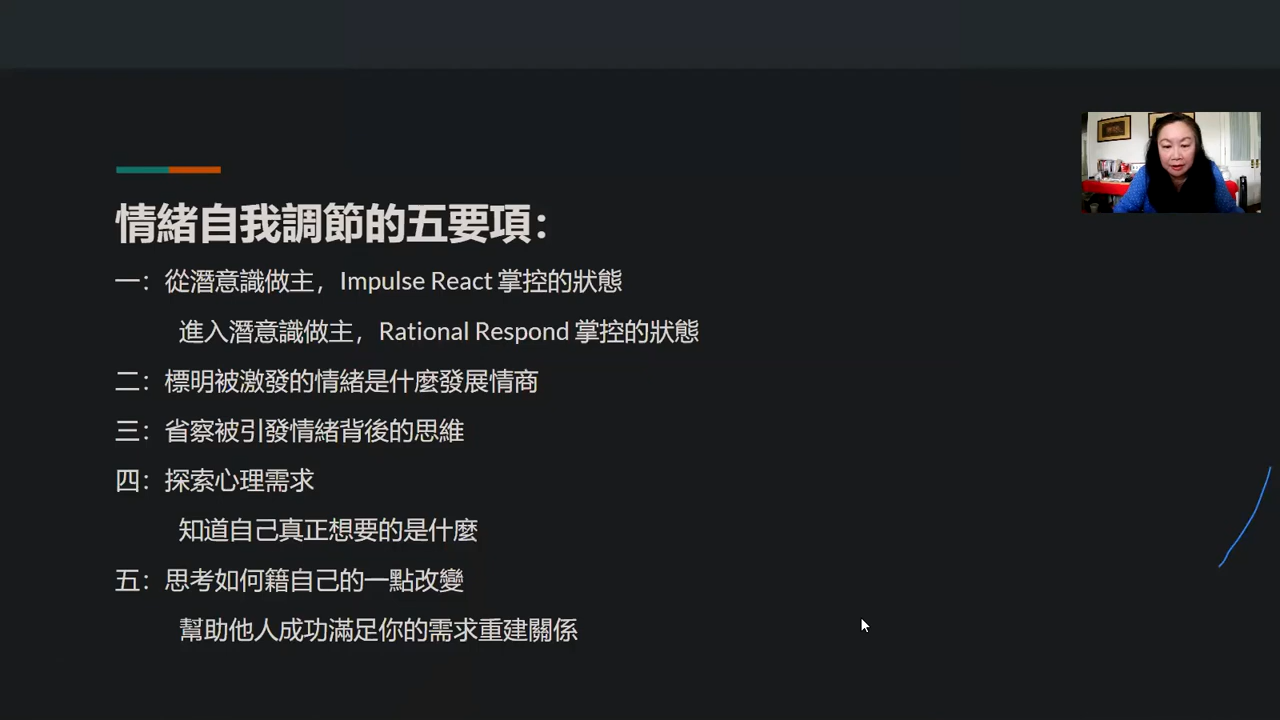 情緒自我調節的五要項：
一：從潛意識做主，Impulse React 掌控的狀態
進入潛意識做主，Rational Respond 掌控的狀態
二：標明被激發的情緒是什麼發展情商
三：省察被引發情緒背後的思維
四：探索心理需求
知道自己真正想要的是什麼
五：思考如何籍自己的一點改變
幫助他人成功滿足你的需求重建關係